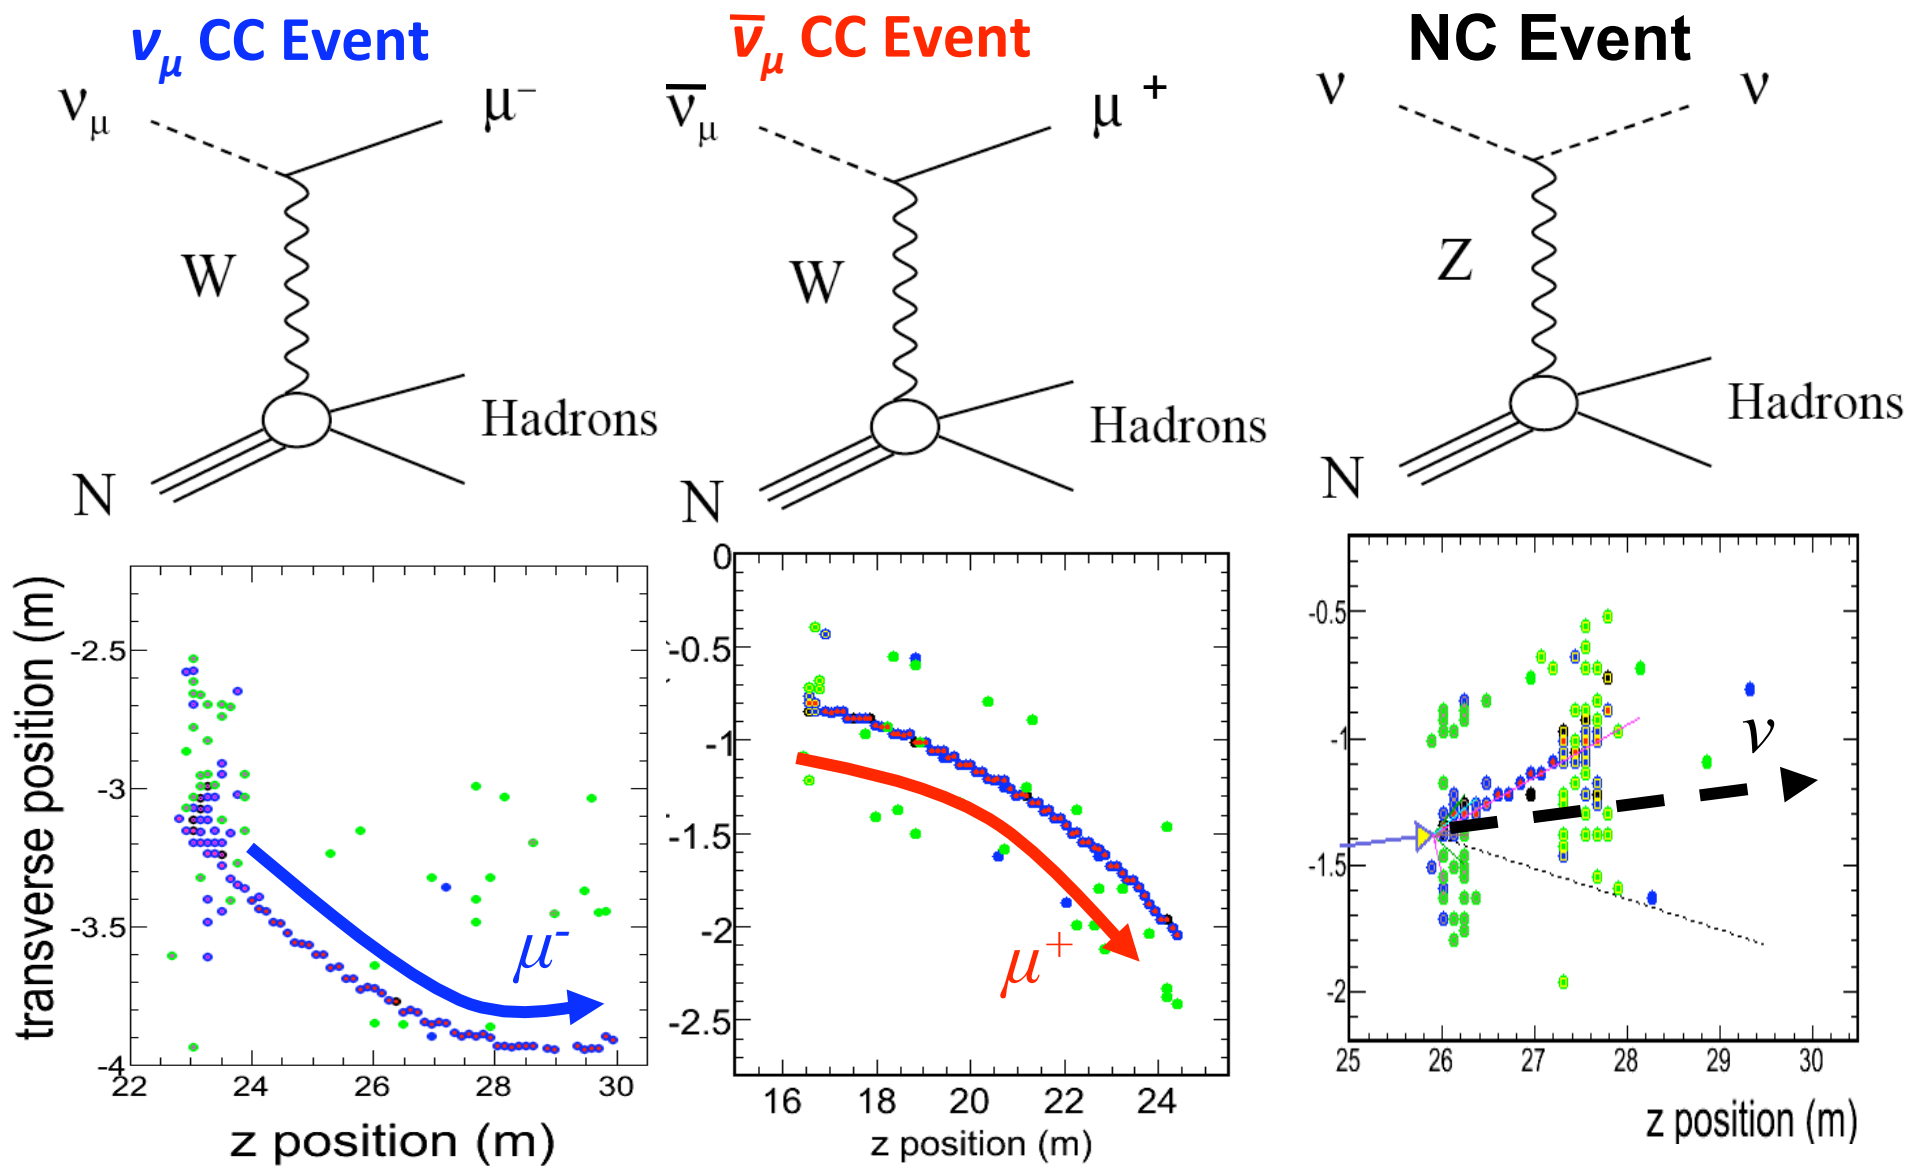 ν_μ CC Event
ν̅_μ CC Event
NC Event
ν_μ
μ⁻
W
N
Hadrons
ν̅_μ
μ +
W
N
Hadrons
ν
ν
Z
N
Hadrons
transverse position (m)
-2.5
-3
-3.5
-4
22 24 26 28 30
z position (m)
μ-
0
-0.5
-1
-1.5
-2
-2.5
16 18 20 22 24
z position (m)
μ+
-0.5
-1
-1.5
-2
25 26 27 28 29 30
z position (m)
ν